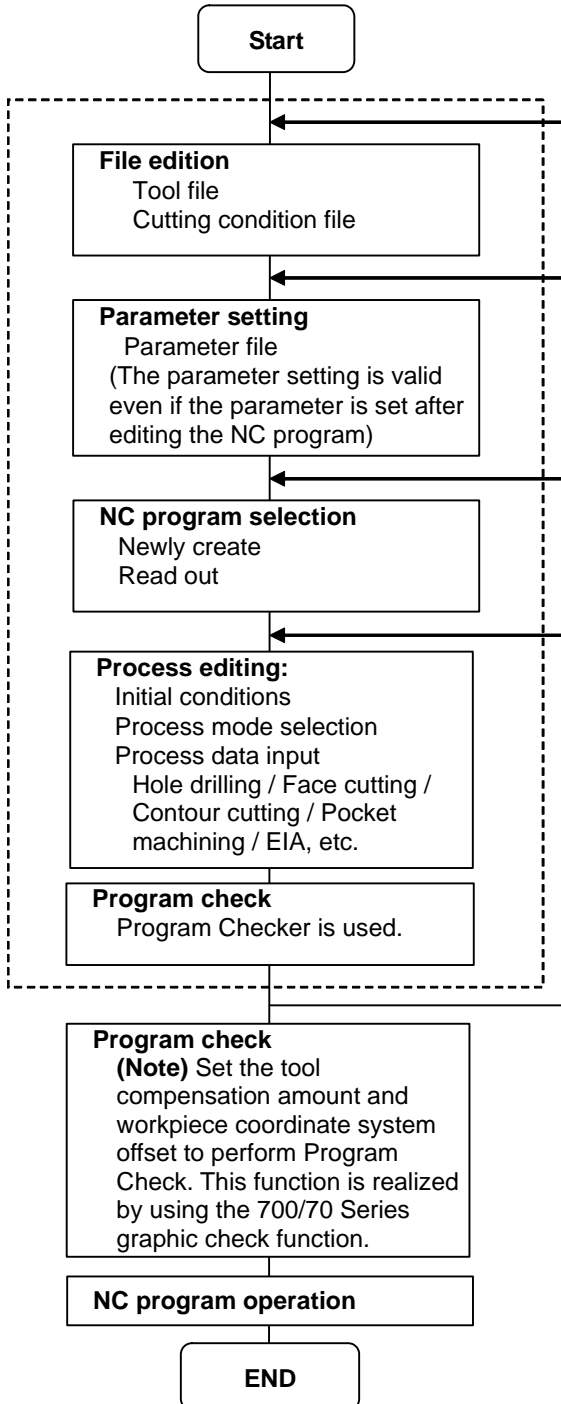 Start
File edition
Tool file
Cutting condition file
Parameter setting
Parameter file
(The parameter setting is valid
even if the parameter is set after
editing the NC program)
NC program selection
Newly create
Read out
Process editing:
Initial conditions
Process mode selection
Process data input
Hole drilling / Face cutting /
Contour cutting / Pocket
machining / EIA, etc.
Program check
Program Checker is used.
Program check
(Note) Set the tool
compensation amount and
workpiece coordinate system
offset to perform Program
Check. This function is realized
by using the 700/70 Series
graphic check function.
NC program operation
END